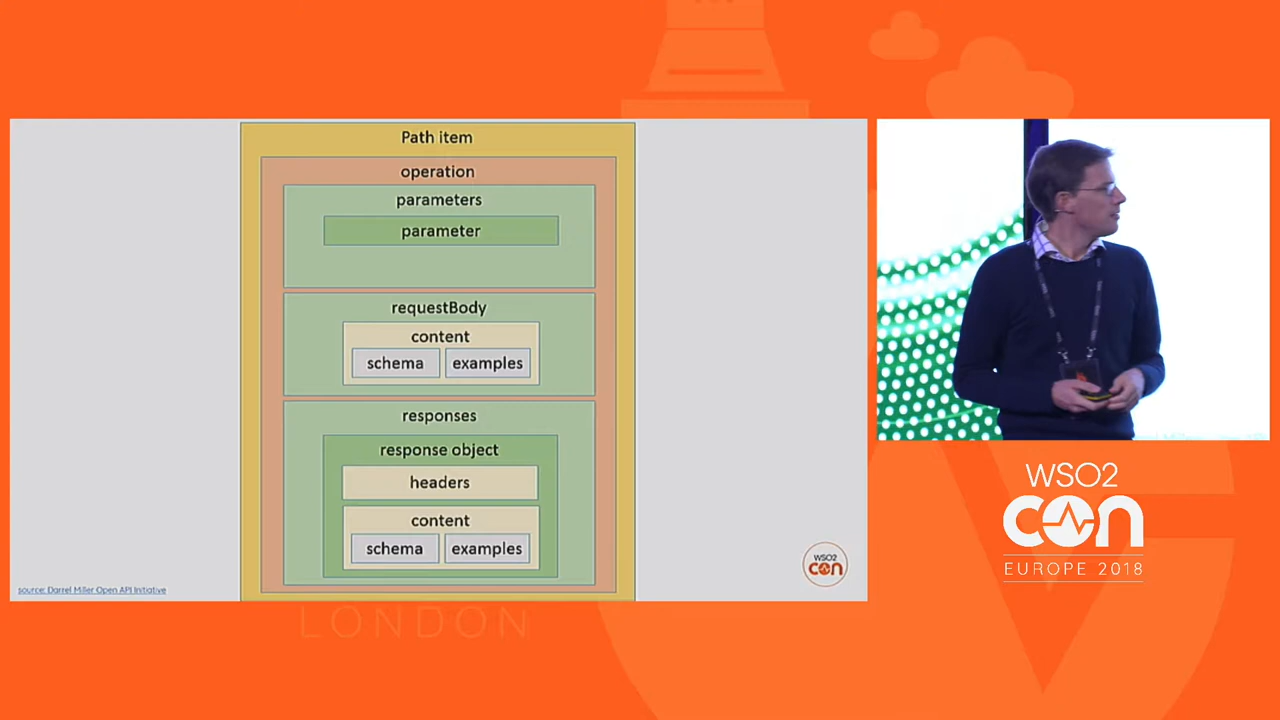 Path item
operation
parameters
parameter
requestBody
content
schema examples
responses
response object
headers
content
schema examples
source: Darrel Miller Open API Initiative
WSO2
con
WSO2
con
EUROPE 2018
LONDON